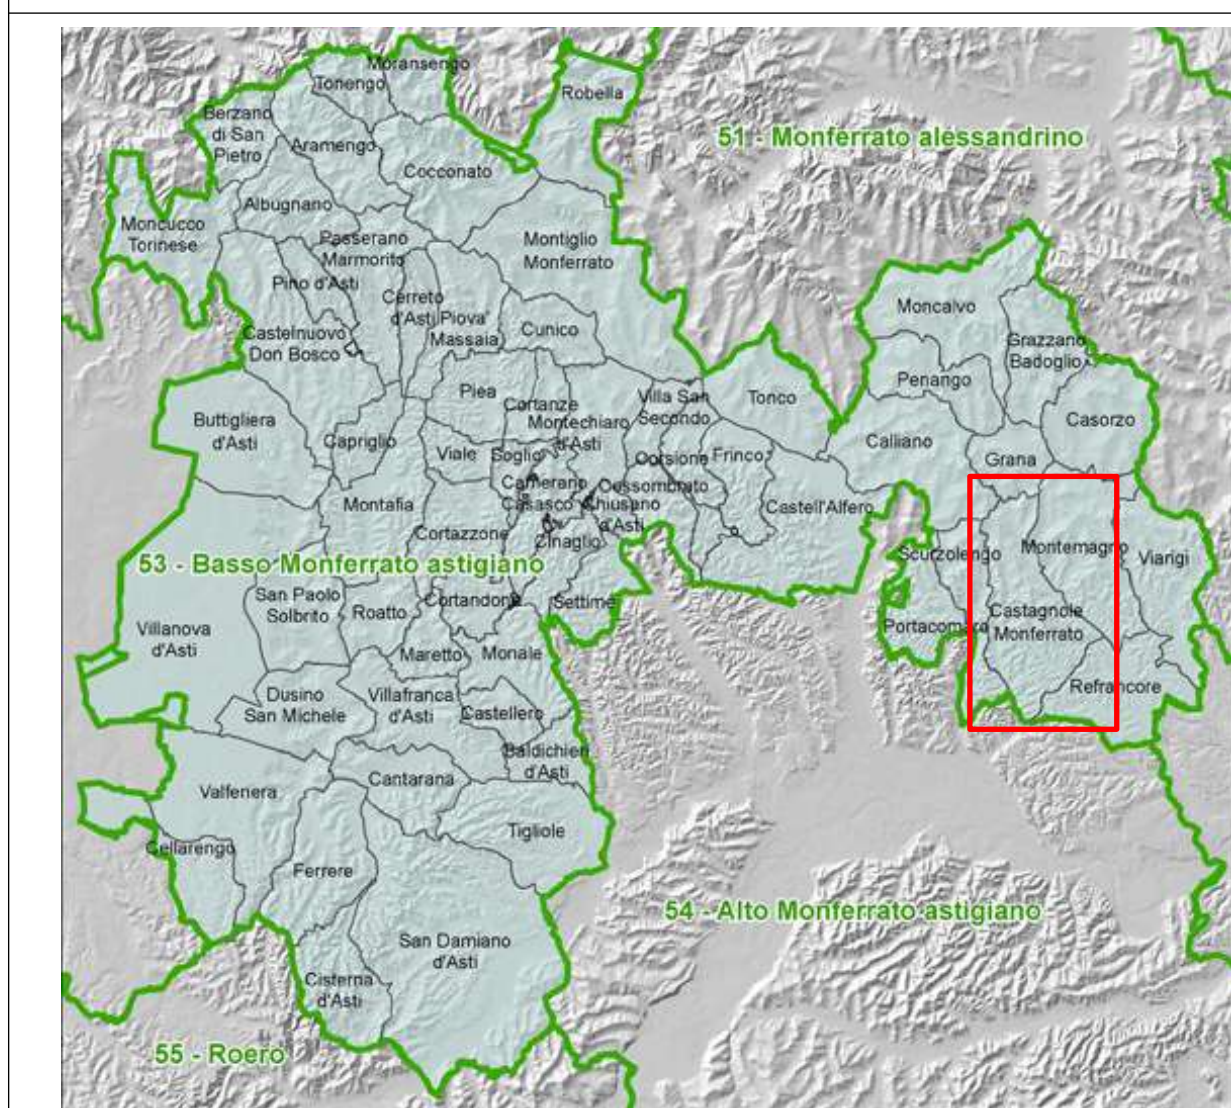 Moransengo
Tonengo
Robella
Berzano
di San
Pietro
Aramengo
51 - Monferrato alessandrino
Cocconato
Albugnano
Moncucco
Torinese
Passerano
Marmorito
Montiglio
Monferrato
Pino d'Asti
Cerreto
d'Asti
Piova'
Massaia
Moncalvo
Castelnuovo
Don Bosco
Cunico
Grazzano
Badoglio
Penango
Piea
Cortanze
Villa San
Secondo
Tonco
Buttigliera
d'Asti
Montechiaro
d'Asti
Casorzo
Capriglio
Calliano
Viale
Soglio
Corsione
Frinco
Grana
Camerano
Casasco
Cossombrato
Montafia
Chiusano
d'Asti
Castell'Alfero
Cortazzone
Cinaglio
Scurzolengo
Montemagno
Viarigi
53 - Basso Monferrato astigiano
San Paolo
Solbrito
Roatto
Cortandone
Settime
Castagnole
Monferrato
Portacomaro
Villanova
d'Asti
Maretto
Monale
Dusino
San Michele
Villafranca
d'Asti
Castellero
Refrancore
Baldichieri
d'Asti
Cantarana
Valfenera
Tigliole
Cellarengo
Ferrere
54 - Alto Monferrato astigiano
San Damiano
d'Asti
Cisterna
d'Asti
55 - Roero